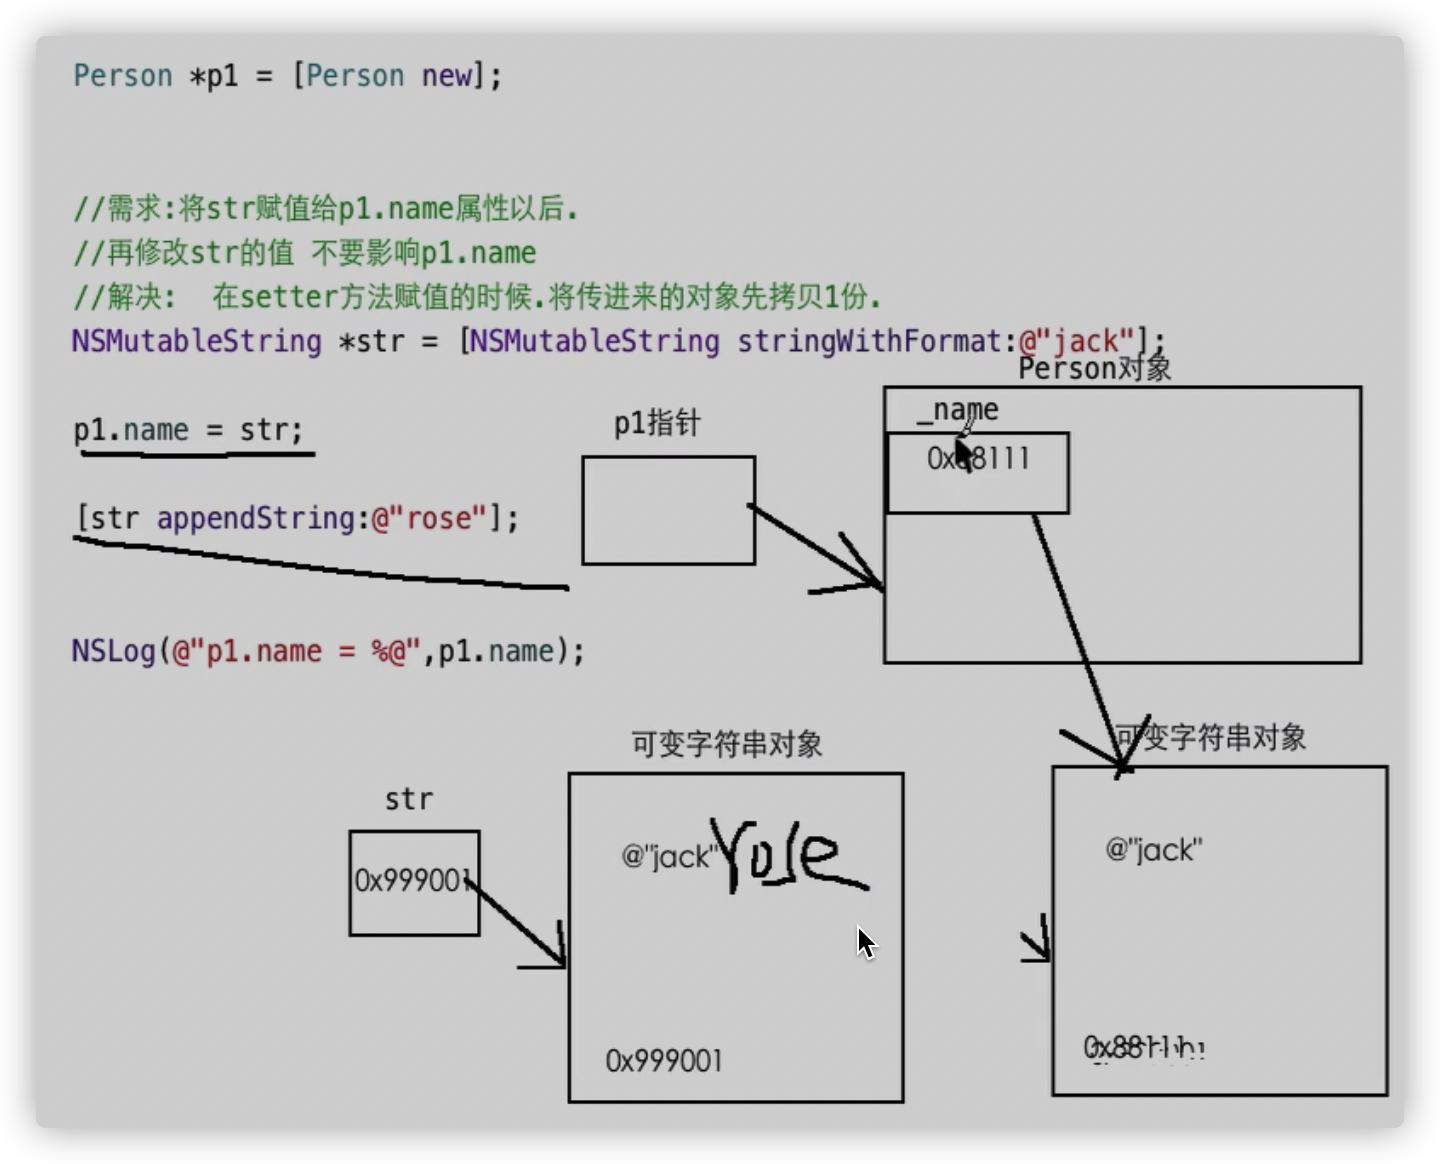 Person *p1 = [Person new];
//需求:将str赋值给p1.name属性以后.
//再修改str的值 不要影响p1.name
//解决: 在setter方法赋值的时候.将传进来的对象先拷贝1份.
NSMutableString *str = [NSMutableString stringWithFormat:@"jack"];
Person对象
_name
p1.name = str;
p1指针
[str appendString:@"rose"];
NSLog(@"p1.name = %@",p1.name);
可变字符串对象
可变字符串对象
str
@"jack" rose
@"jack"
0x999001
0x999001